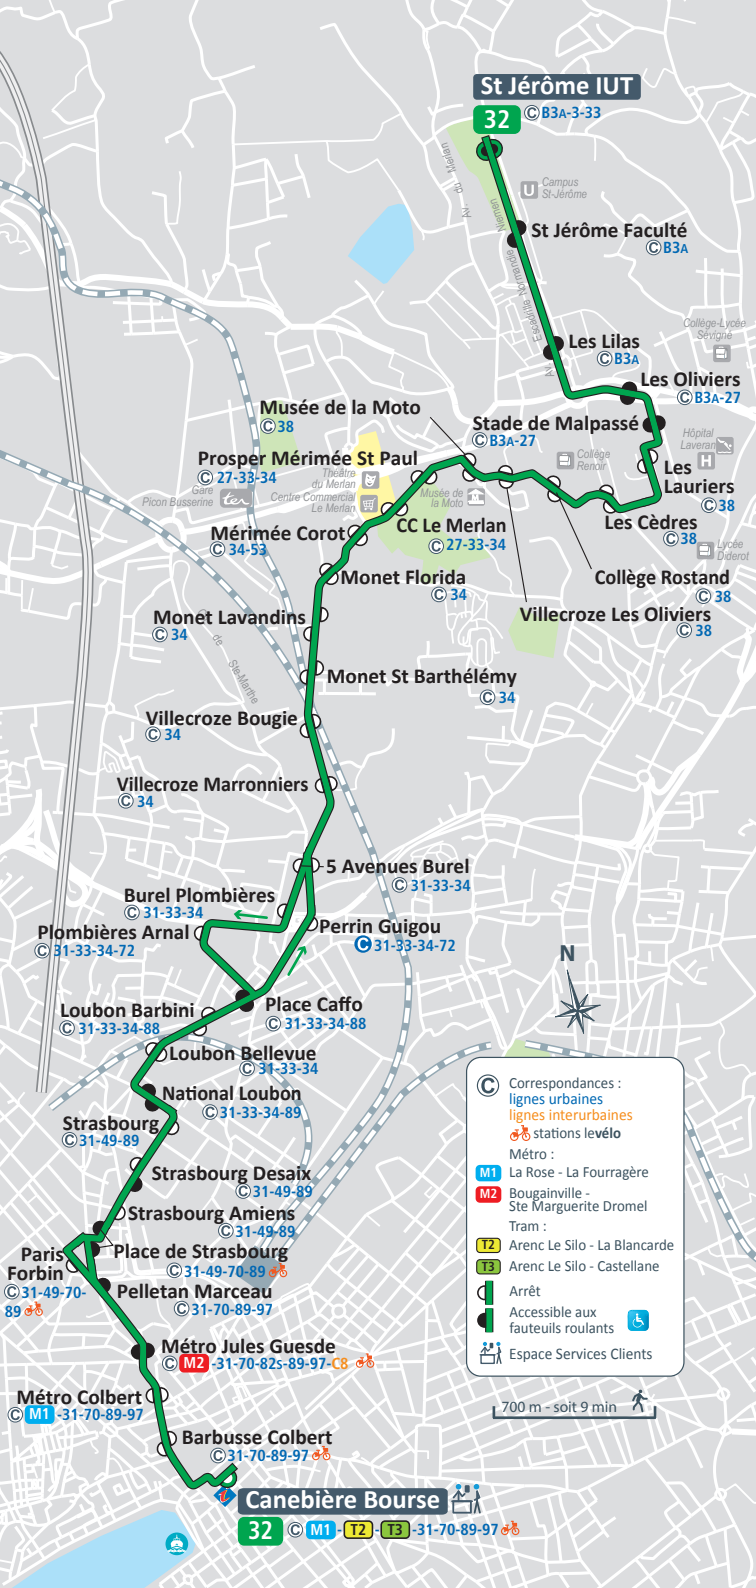 St Jérôme IUT
32
C B3A-3-33
Av. du Merlan
U
Campus
St-Jérôme
St Jérôme Faculté
C B3A
Av. Escadrille Normandie Niemen
Collège-Lycée
Sévigné
Les Lilas
C B3A
Les Oliviers
C B3A-27
Musée de la Moto
C 38
Stade de Malpassé
C B3A-27
Hôpital
Laveran
H
Prosper Mérimée St Paul
C 27-33-34
Collège
Renoir
Les
Lauriers
C 38
Théâtre
du Merlan
Gare
Picon Busserine
ter
Centre Commercial
Le Merlan
Musée de
la Moto
Mérimée Corot
C 34-53
CC Le Merlan
C 27-33-34
Les Cèdres
C 38
Lycée
Diderot
Monet Florida
C 34
Collège Rostand
C 38
Monet Lavandins
C 34
Villecroze Les Oliviers
C 38
de
Ste-Marthe
Monet St Barthélémy
C 34
Villecroze Bougie
C 34
Villecroze Marronniers
C 34
5 Avenues Burel
C 31-33-34
Burel Plombières
C 31-33-34
Plombières Arnal
C 31-33-34-72
Perrin Guigou
C 31-33-34-72
N
Place Caffo
C 31-33-34-88
Loubon Barbini
C 31-33-34-88
Loubon Bellevue
C 31-33-34
National Loubon
C 31-33-34-89
Strasbourg
C 31-49-89
Strasbourg Desaix
C 31-49-89
Strasbourg Amiens
C 31-49-89
Place de Strasbourg
C 31-49-70-89
Paris
Forbin
C 31-49-70-
89
Pelletan Marceau
C 31-70-89-97
Métro Jules Guesde
C M2 -31-70-82s-89-97-C8
Métro Colbert
C M1 -31-70-89-97
Barbusse Colbert
C 31-70-89-97
Canebière Bourse
32 C M1 - T2 - T3 -31-70-89-97
C Correspondances :
lignes urbaines
lignes interurbaines
stations levélo
Métro :
M1 La Rose - La Fourragère
M2 Bougainville -
Ste Marguerite Dromel
Tram :
T2 Arenc Le Silo - La Blancarde
T3 Arenc Le Silo - Castellane
Arrêt
Accessible aux
fauteuils roulants
Espace Services Clients
700 m - soit 9 min